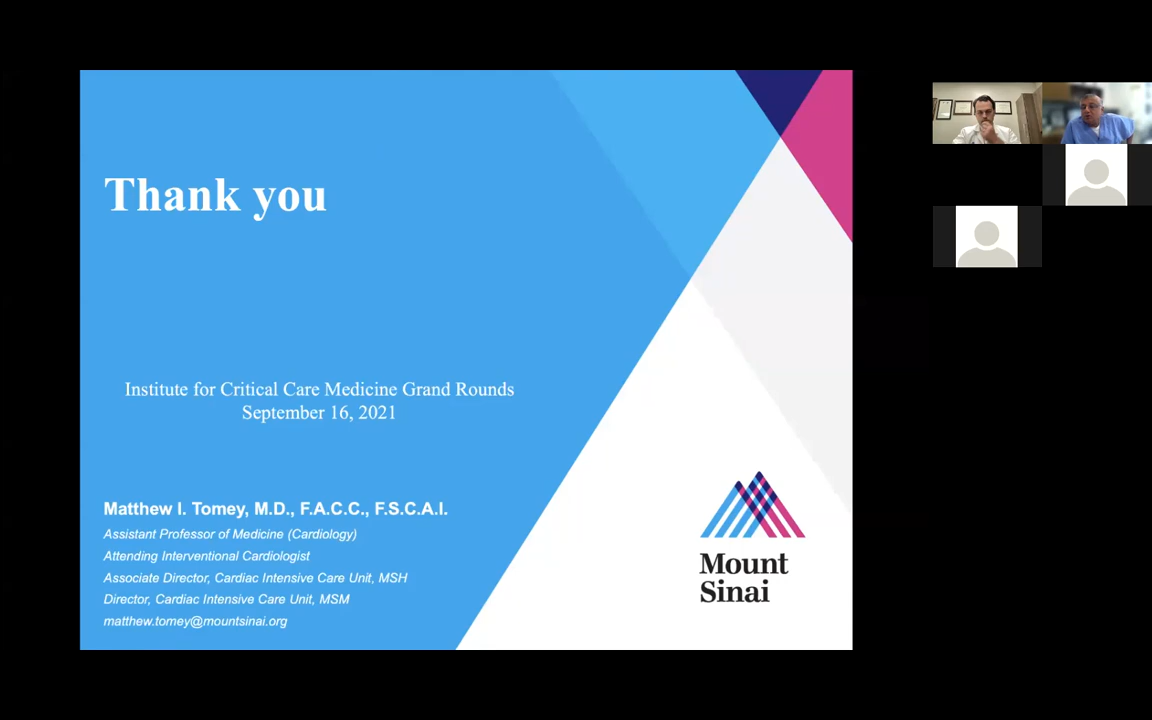 Thank you
Institute for Critical Care Medicine Grand Rounds
September 16, 2021
Matthew I. Tomey, M.D., F.A.C.C., F.S.C.A.I.
Assistant Professor of Medicine (Cardiology)
Attending Interventional Cardiologist
Associate Director, Cardiac Intensive Care Unit, MSH
Director, Cardiac Intensive Care Unit, MSM
matthew.tomey@mountsinai.org
Mount
Sinai